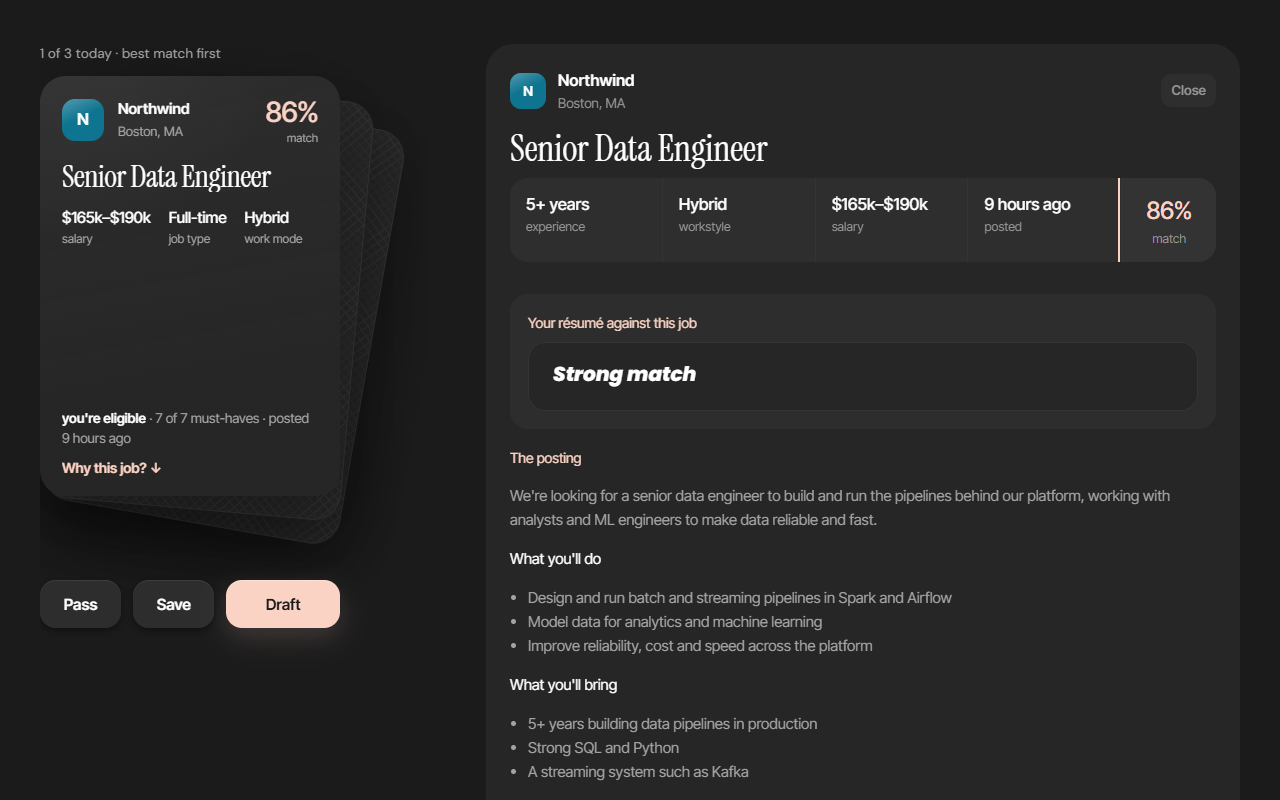 1 of 3 today · best match first
N
Northwind
Boston, MA
86%
match
Senior Data Engineer
$165k–$190k
salary
Full-time
job type
Hybrid
work mode
you're eligible · 7 of 7 must-haves · posted
9 hours ago
Why this job? ↓
Pass
Save
Draft
N
Northwind
Boston, MA
Close
Senior Data Engineer
5+ years
experience
Hybrid
workstyle
$165k–$190k
salary
9 hours ago
posted
86%
match
Your résumé against this job
Strong match
The posting
We're looking for a senior data engineer to build and run the pipelines behind our platform, working with
analysts and ML engineers to make data reliable and fast.
What you'll do
• Design and run batch and streaming pipelines in Spark and Airflow
• Model data for analytics and machine learning
• Improve reliability, cost and speed across the platform
What you'll bring
• 5+ years building data pipelines in production
• Strong SQL and Python
• A streaming system such as Kafka